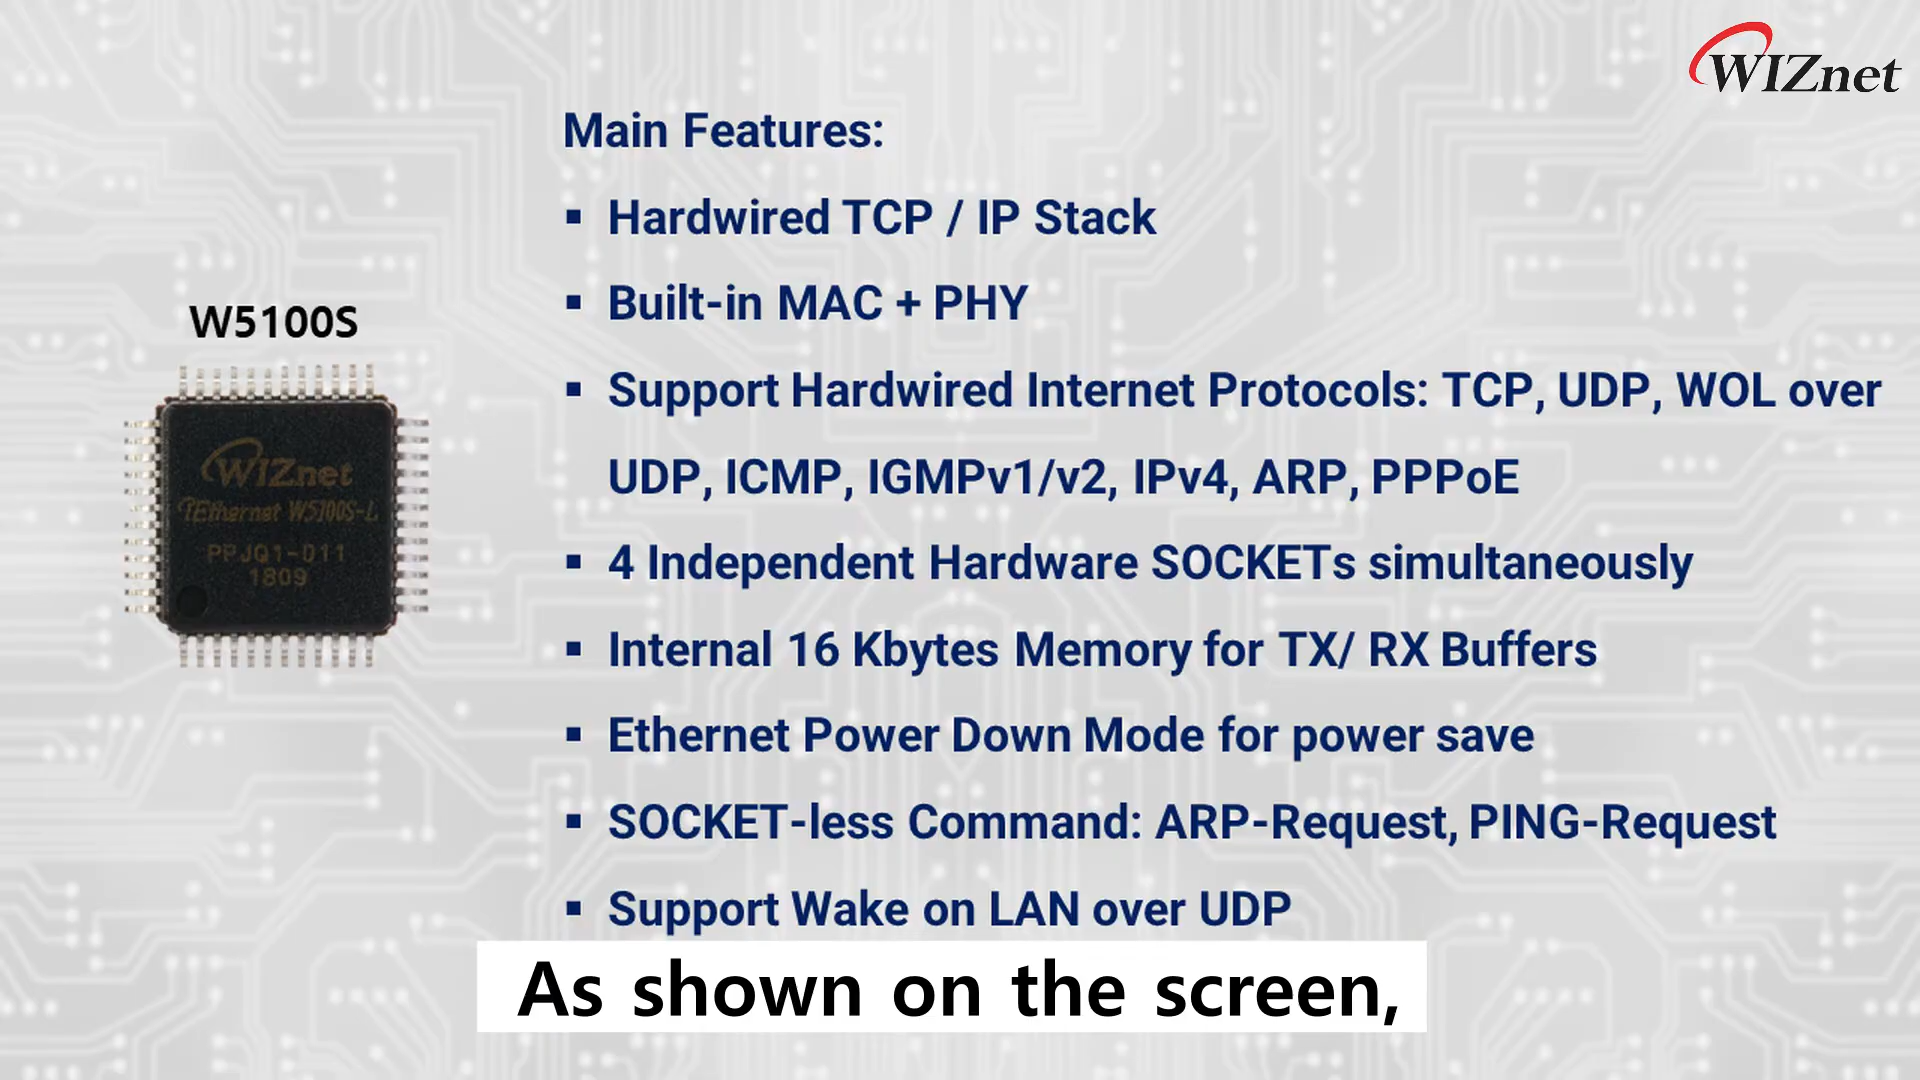 WIZnet
Main Features:
▪ Hardwired TCP / IP Stack
▪ Built-in MAC + PHY
▪ Support Hardwired Internet Protocols: TCP, UDP, WOL over
UDP, ICMP, IGMPv1/v2, IPv4, ARP, PPPoE
▪ 4 Independent Hardware SOCKETs simultaneously
▪ Internal 16 Kbytes Memory for TX/ RX Buffers
▪ Ethernet Power Down Mode for power save
▪ SOCKET-less Command: ARP-Request, PING-Request
▪ Support Wake on LAN over UDP
W5100S
WIZnet
iEthernet W5100S-L
PPJQ1-011
1809
As shown on the screen,